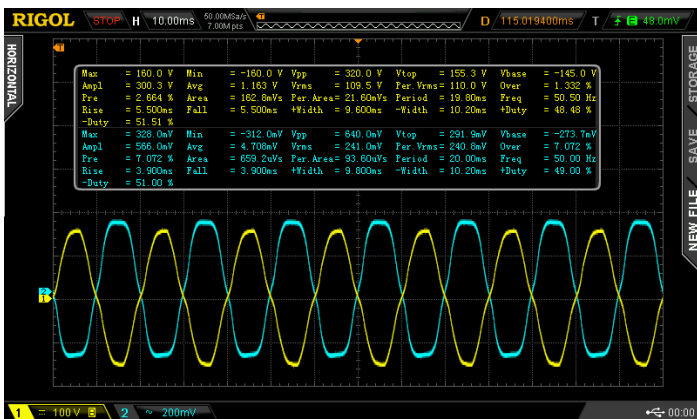 RIGOL STOP H 10.00ms 50.00MSa/s 7.00M pts D 115.019400ms T 48.0mV
HORIZONTAL
Max = 160.0 V Min = -160.0 V Vpp = 320.0 V Vtop = 155.3 V Vbase = -145.0 V
Ampl = 300.3 V Avg = 1.163 V Vrms = 109.5 V Per.Vrms= 110.0 V Over = 1.332 %
Pre = 2.664 % Area = 162.8mVs Per.Area= 21.60mVs Period = 19.80ms Freq = 50.50 Hz
Rise = 5.500ms Fall = 5.500ms +Width = 9.600ms -Width = 10.20ms +Duty = 48.48 %
-Duty = 51.51 %
Max = 328.0mV Min = -312.0mV Vpp = 640.0mV Vtop = 291.9mV Vbase = -273.7mV
Ampl = 566.0mV Avg = 4.708mV Vrms = 241.0mV Per.Vrms= 240.8mV Over = 7.072 %
Pre = 7.072 % Area = 659.2uVs Per.Area= 93.60uVs Period = 20.00ms Freq = 50.00 Hz
Rise = 3.900ms Fall = 3.900ms +Width = 9.800ms -Width = 10.20ms +Duty = 49.00 %
-Duty = 51.00 %
STORAGE
SAVE
NEW FILE
T
2
1
1 = 100 V B 2 ~ 200mV 00:00